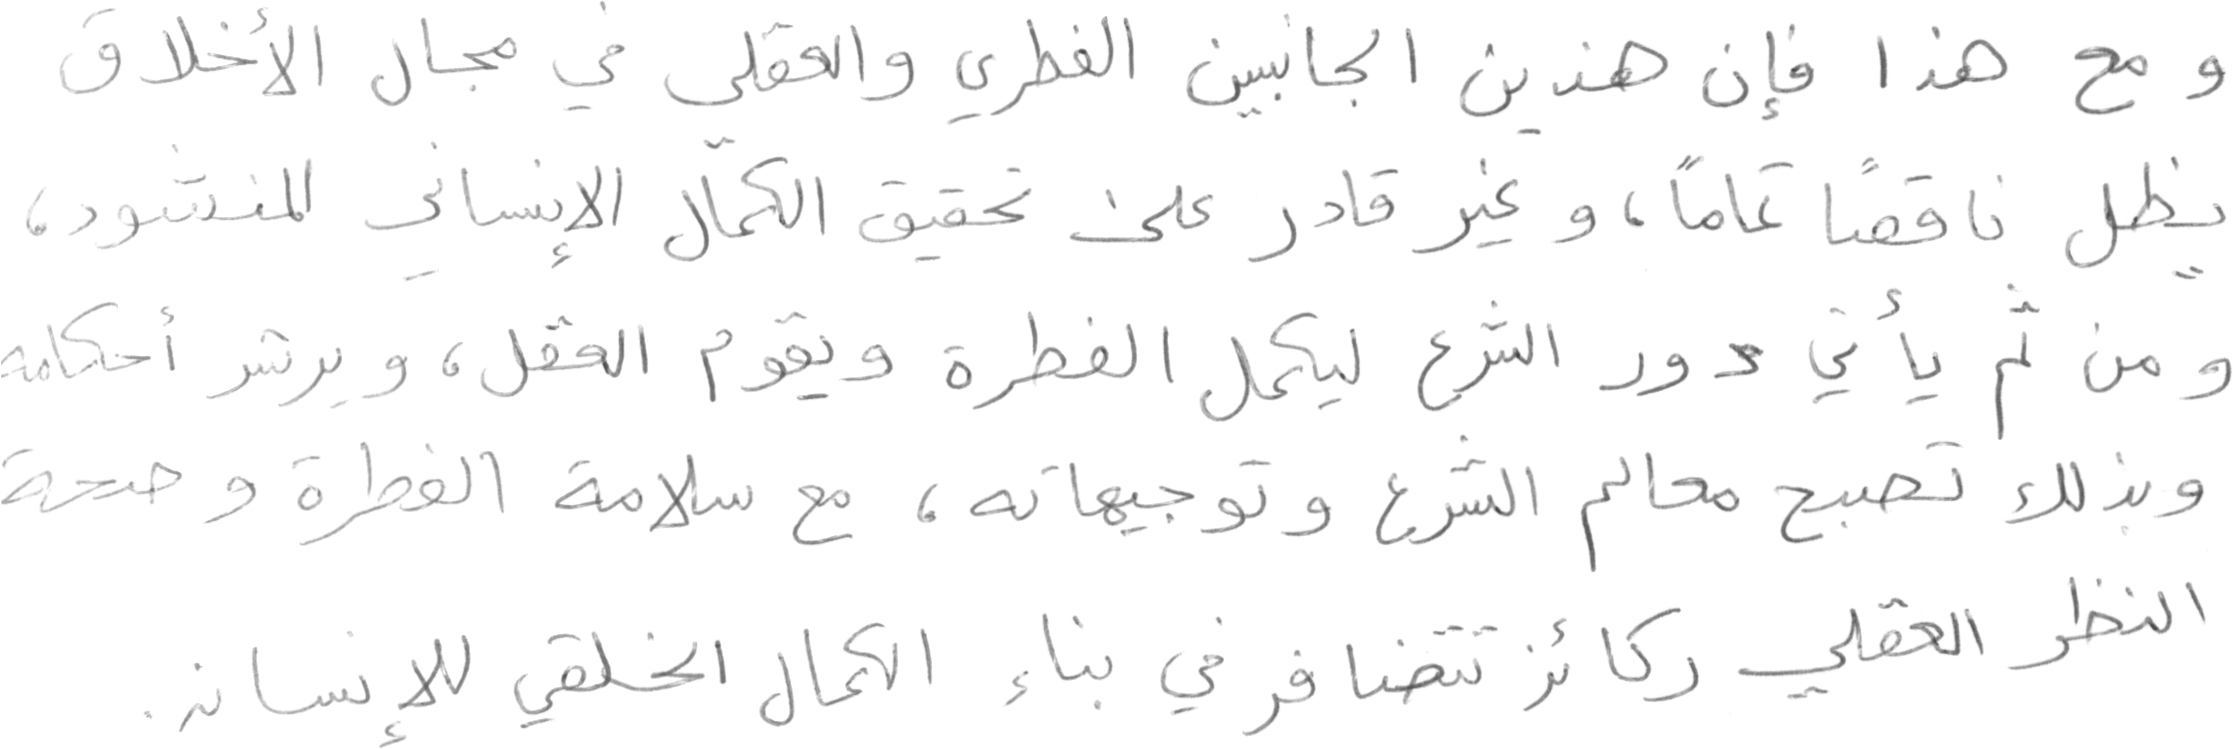 ومع هذا فإن هذين الجانبين الفطري والعقلي في مجال الأخلاق
يظل ناقصًا تمامًا، وغير قادر على تحقيق الكمال الإنساني المنشود،
ومن ثم يأتي دور الشرع ليكمل الفطرة ويقوم العقل، ويرشد أحكامه
وبذلك تصبح معالم الشرع وتوجيهاته، مع سلامة الفطرة وصحة
النظر العقلي ركائز تتضافر في بناء الكمال الخلقي للإنسان.